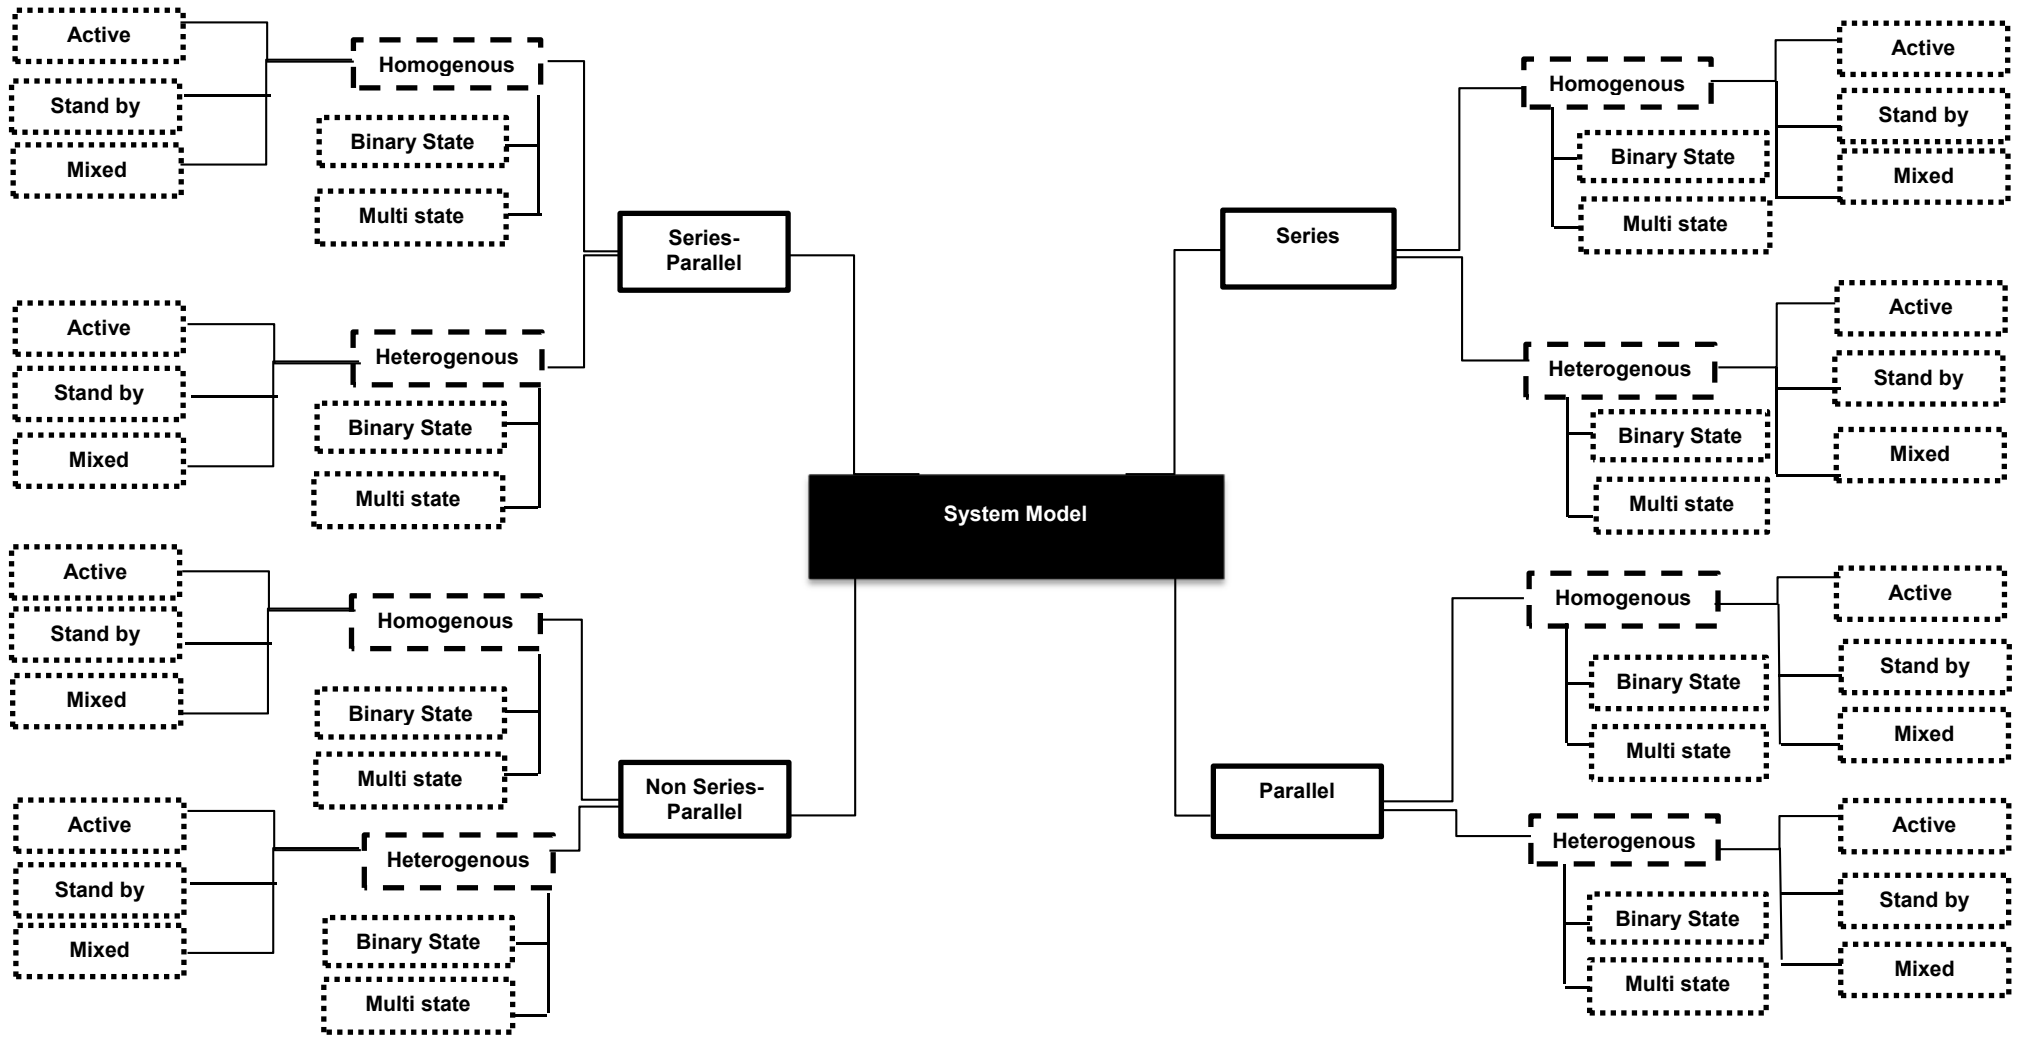 Active
Stand by
Mixed
Homogenous
Binary State
Multi state
Series-
Parallel
Active
Stand by
Mixed
Heterogenous
Binary State
Multi state
Active
Stand by
Mixed
Homogenous
Binary State
Multi state
Non Series-
Parallel
Active
Stand by
Mixed
Heterogenous
Binary State
Multi state
System Model
Series
Homogenous
Binary State
Multi state
Active
Stand by
Mixed
Heterogenous
Binary State
Multi state
Active
Stand by
Mixed
Parallel
Homogenous
Binary State
Multi state
Active
Stand by
Mixed
Heterogenous
Binary State
Multi state
Active
Stand by
Mixed